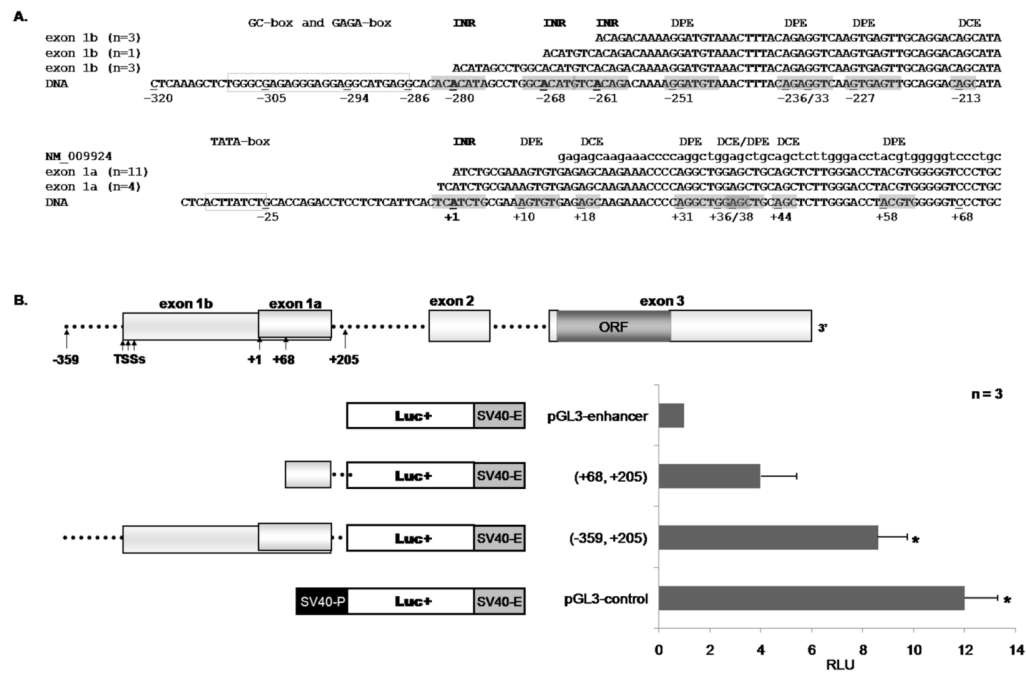 A.
GC-box and GAGA-box INR INR INR DPE DPE DPE DCE
exon 1b (n=3) ACAGACAAAAGGATGTAAACTTTACAGAGGTCAAGTGAGTTGCAGGACAGCATA
exon 1b (n=1) ACATGTCACAGACAAAAGGATGTAAACTTTACAGAGGTCAAGTGAGTTGCAGGACAGCATA
exon 1b (n=3) ACATAGCCTGGCACATGTCACAGACAAAAGGATGTAAACTTTACAGAGGTCAAGTGAGTTGCAGGACAGCATA
DNA CTCAAAGCTCTGGGCGAGAGGGAGGAGGCATGAGGCACACACATAGCCTGGCACATGTCACAGACAAAAGGATGTAAACTTTACAGAGGTCAAGTGAGTTGCAGGACAGCATA
-320 -305 -294 -286 -280 -268 -261 -251 -236/33 -227 -213
TATA-box INR DPE DCE DPE DCE/DPE DCE DPE
NM_009924 gagagcaagaaaccccaggctggagctgcagctcttgggacctacgtgggggtccctgc
exon 1a (n=11) ATCTGCGAAAGTGTGAGAGCAAGAAACCCCAGGCTGGAGCTGCAGCTCTTGGGACCTACGTGGGGGTCCCTGC
exon 1a (n=4) TCATCTGCGAAAGTGTGAGAGCAAGAAACCCCAGGCTGGAGCTGCAGCTCTTGGGACCTACGTGGGGGTCCCTGC
DNA CTCACTTATCTGCACCAGACCTCCTCTCATTCACTCATCTGCGAAAGTGTGAGAGCAAGAAACCCCAGGCTGGAGCTGCAGCTCTTGGGACCTACGTGGGGGTCCCTGC
-25 +1 +10 +18 +31 +36/38 +44 +58 +68
B.
exon 1b exon 1a exon 2 exon 3
ORF
3'
-359 TSSs +1 +68 +205
n = 3
Luc+ SV40-E pGL3-enhancer
Luc+ SV40-E (+68, +205)
Luc+ SV40-E (-359, +205) *
SV40-P Luc+ SV40-E pGL3-control *
0 2 4 6 8 10 12 14
RLU